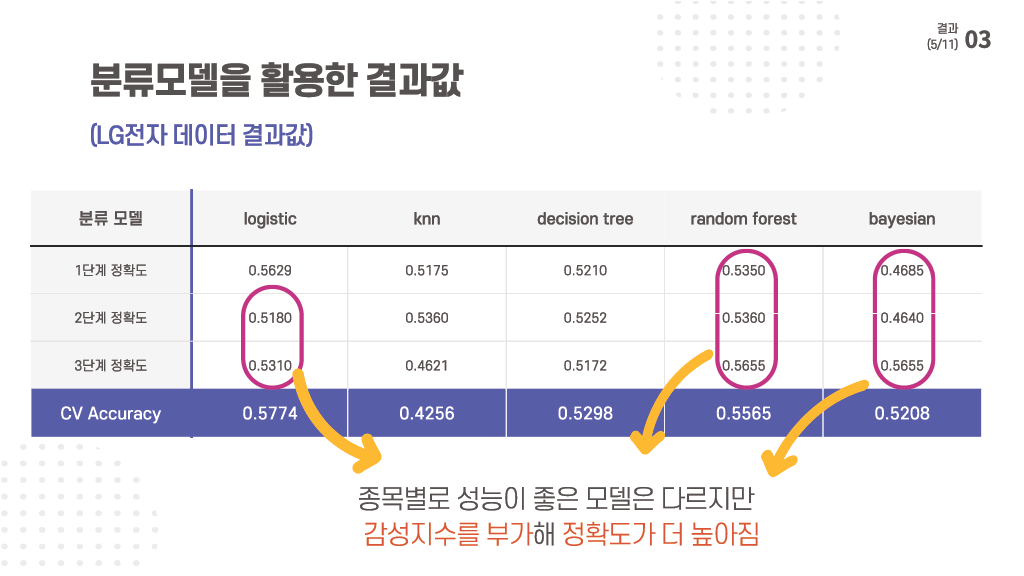 결과
(5/11) 03
분류모델을 활용한 결과값
(LG전자 데이터 결과값)
분류 모델 logistic knn decision tree random forest bayesian
1단계 정확도 0.5629 0.5175 0.5210 0.5350 0.4685
2단계 정확도 0.5180 0.5360 0.5252 0.5360 0.4640
3단계 정확도 0.5310 0.4621 0.5172 0.5655 0.5655
CV Accuracy 0.5774 0.4256 0.5298 0.5565 0.5208
종목별로 성능이 좋은 모델은 다르지만
감성지수를 부가해 정확도가 더 높아짐